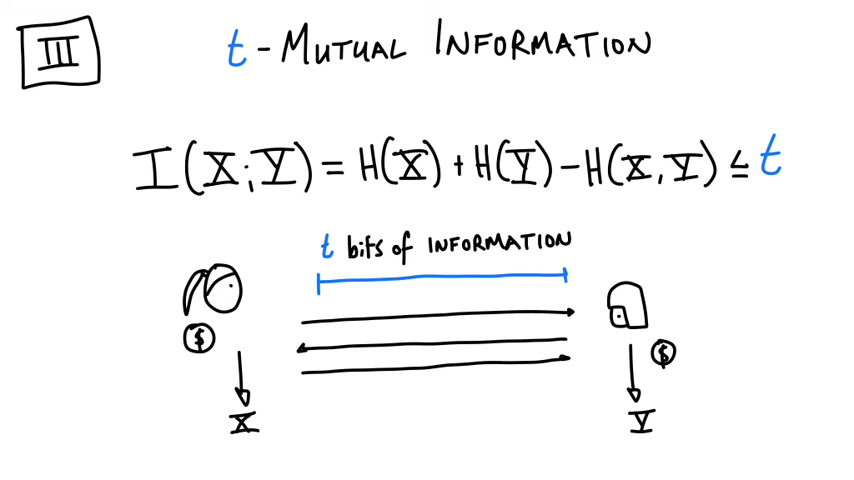 III
t - MUTUAL INFORMATION
I(X;Y) = H(X) + H(Y) - H(X,Y) ≤ t
t bits of INFORMATION
$
$
X
Y